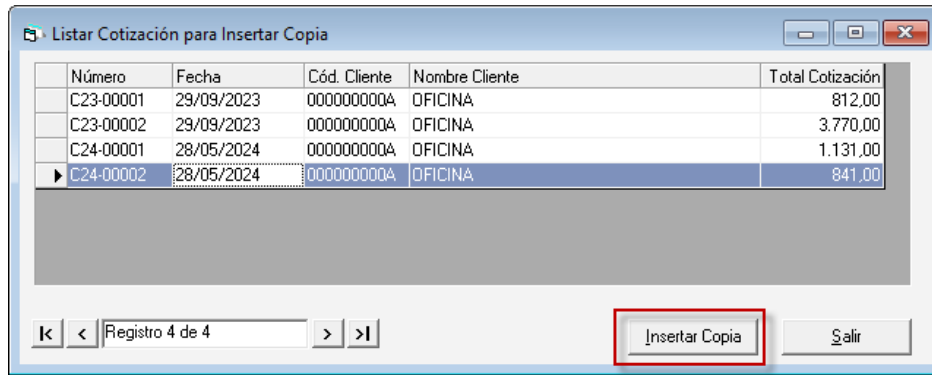 Listar Cotización para Insertar Copia
Número Fecha Cód. Cliente Nombre Cliente Total Cotización
C23-00001 29/09/2023 000000000A OFICINA 812,00
C23-00002 29/09/2023 000000000A OFICINA 3.770,00
C24-00001 28/05/2024 000000000A OFICINA 1.131,00
C24-00002 28/05/2024 000000000A OFICINA 841,00
Registro 4 de 4 Insertar Copia Salir